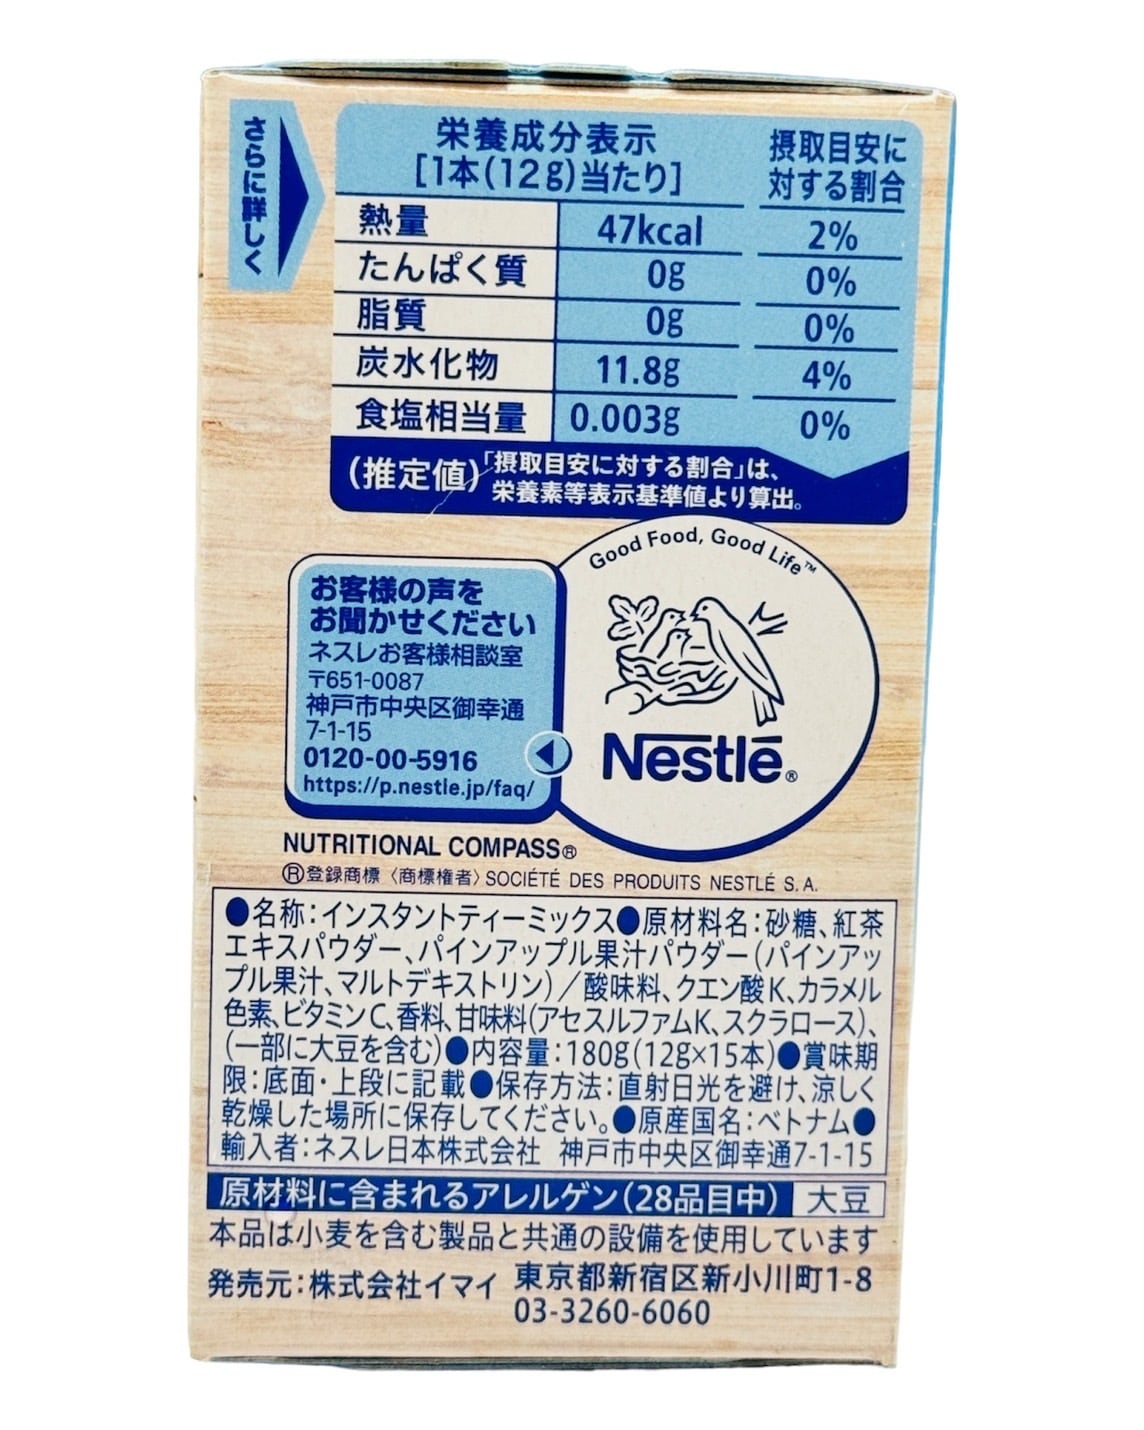 さらに詳しく
栄養成分表示
[1本(12g)当たり]
摂取目安に
対する割合
熱量 47kcal 2%
たんぱく質 0g 0%
脂質 0g 0%
炭水化物 11.8g 4%
食塩相当量 0.003g 0%
(推定値)「摂取目安に対する割合」は、
栄養素等表示基準値より算出。
Good Food, Good Life™
お客様の声を
お聞かせください
ネスレお客様相談室
〒651-0087
神戸市中央区御幸通
7-1-15
0120-00-5916
https://p.nestle.jp/faq/
Nestlé®
NUTRITIONAL COMPASS®
®登録商標〈商標権者〉SOCIÉTÉ DES PRODUITS NESTLÉ S.A.
●名称:インスタントティーミックス●原材料名:砂糖、紅茶
エキスパウダー、パインアップル果汁パウダー(パインアッ
プル果汁、マルトデキストリン)/酸味料、クエン酸K、カラメル
色素、ビタミンC、香料、甘味料(アセスルファムK、スクラロース)、
(一部に大豆を含む)●内容量:180g(12g×15本)●賞味期
限:底面・上段に記載●保存方法:直射日光を避け、涼しく
乾燥した場所に保存してください。●原産国名:ベトナム●
輸入者:ネスレ日本株式会社 神戸市中央区御幸通7-1-15
原材料に含まれるアレルゲン(28品目中) 大豆
本品は小麦を含む製品と共通の設備を使用しています
発売元:株式会社イマイ 東京都新宿区新小川町1-8
03-3260-6060